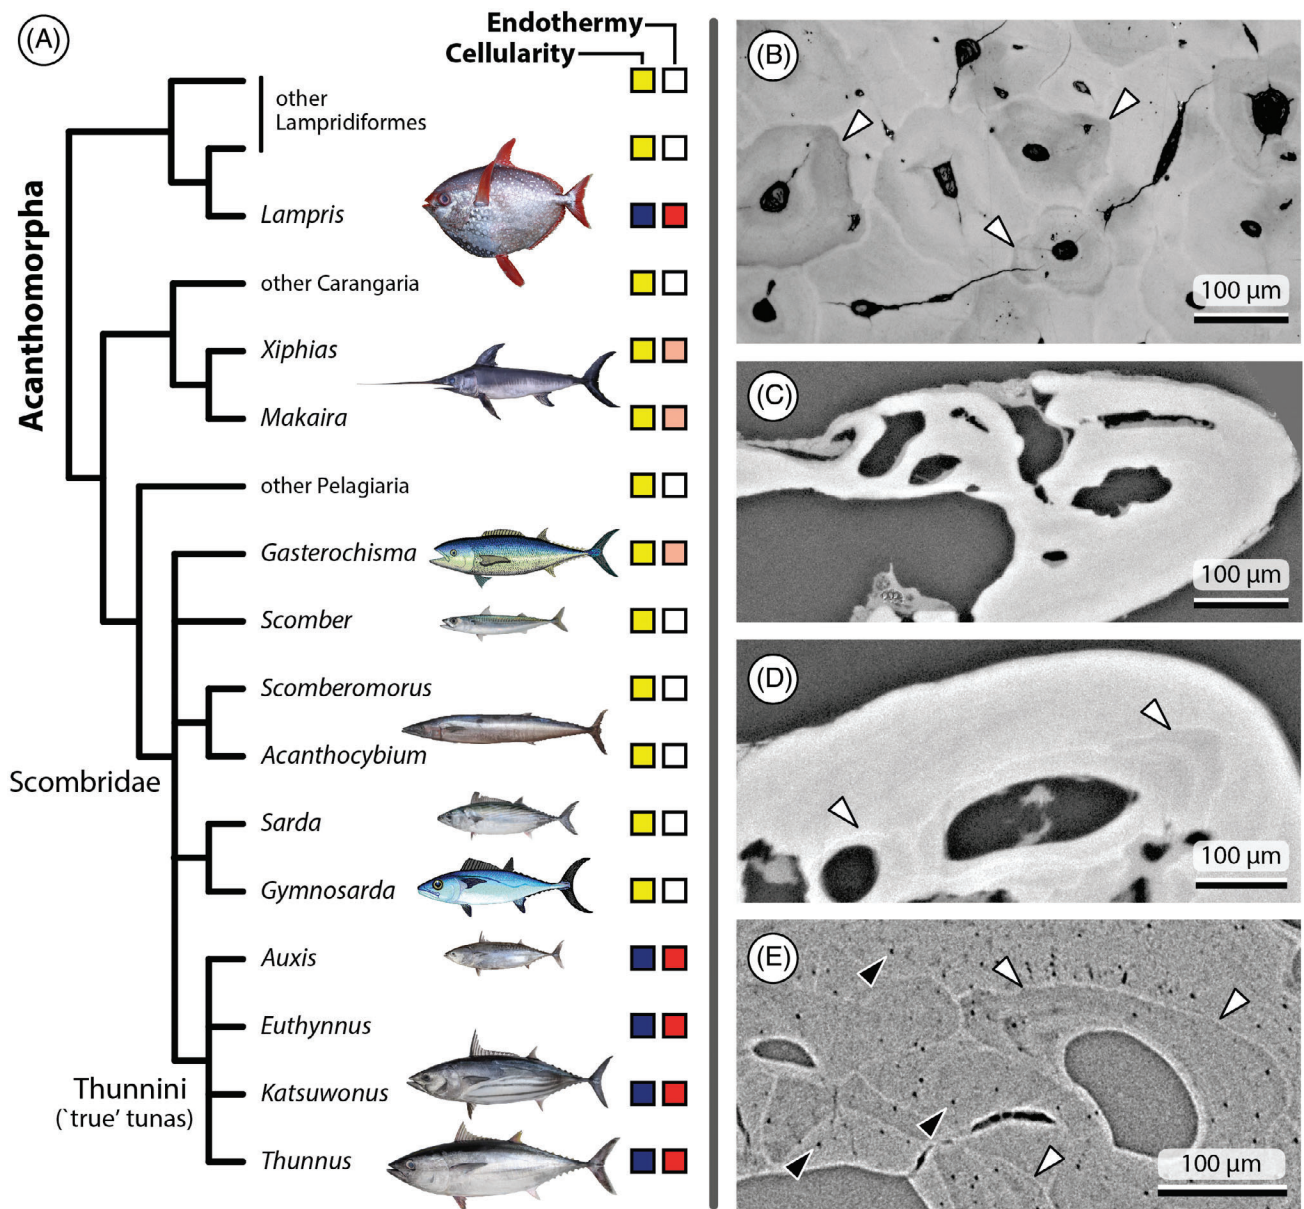 (A)
Endothermy
Cellularity
Acanthomorpha
other
Lampridiformes
Lampris
other Carangaria
Xiphias
Makaira
other Pelagiaria
Gasterochisma
Scomber
Scomberomorus
Acanthocybium
Scombridae
Sarda
Gymnosarda
Auxis
Euthynnus
Katsuwonus
Thunnini
(`true’ tunas)
Thunnus
(B)
100 μm
(C)
100 μm
(D)
100 μm
(E)
100 μm